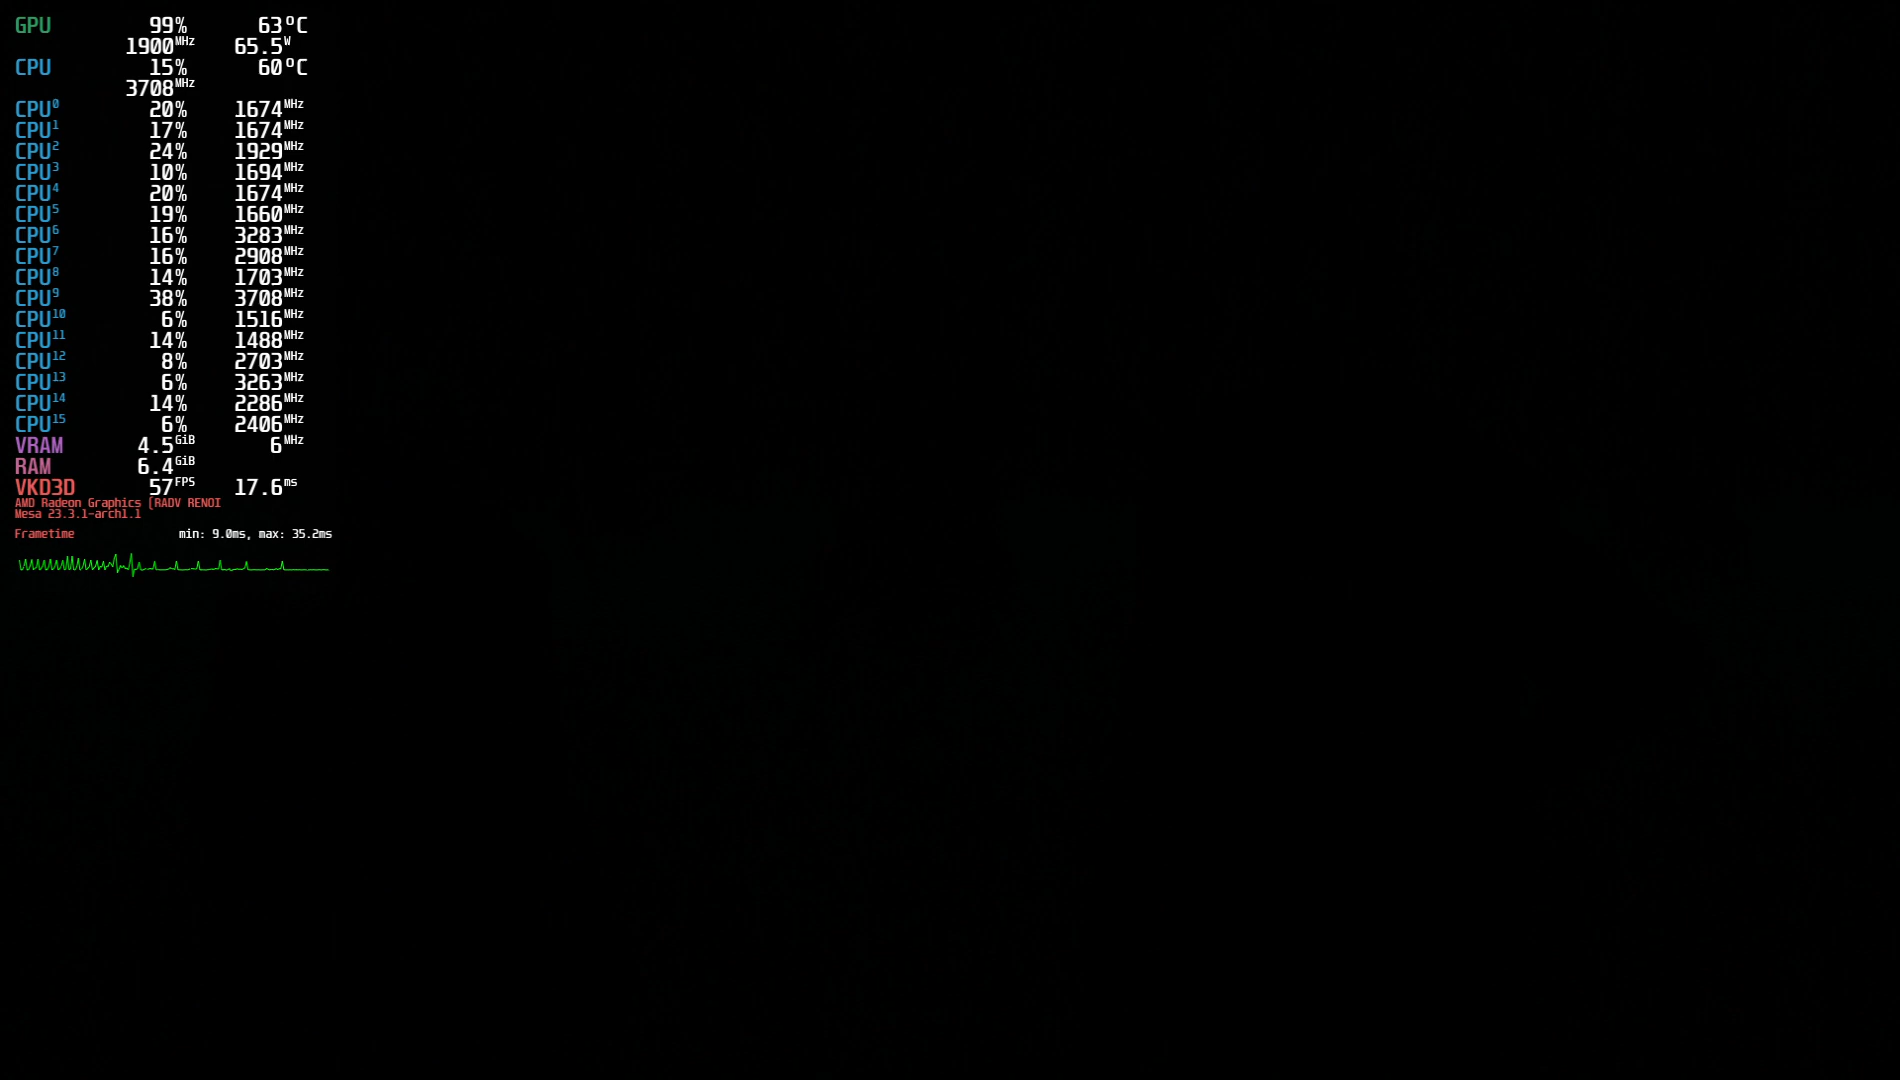 GPU 99% 63°C
1900MHz 65.5W
CPU 15% 60°C
3708MHz
CPU0 20% 1674MHz
CPU1 17% 1674MHz
CPU2 24% 1929MHz
CPU3 10% 1694MHz
CPU4 20% 1674MHz
CPU5 19% 1660MHz
CPU6 16% 3283MHz
CPU7 16% 2908MHz
CPU8 14% 1703MHz
CPU9 38% 3708MHz
CPU10 6% 1516MHz
CPU11 14% 1488MHz
CPU12 8% 2703MHz
CPU13 6% 3263MHz
CPU14 14% 2286MHz
CPU15 6% 2406MHz
VRAM 4.5GiB 6MHz
RAM 6.4GiB
VKD3D 57FPS 17.6ms
AMD Radeon Graphics (RADV RENOI
Mesa 23.3.1-arch1.1
Frametime min: 9.0ms, max: 35.2ms